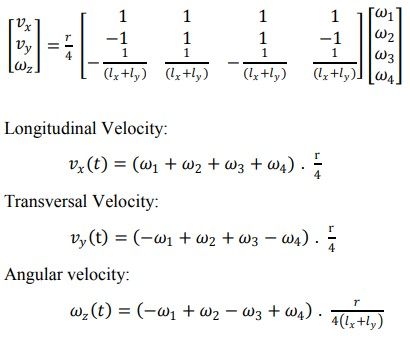 [v_x v_y ω_z] = r/4 [1 1 1 1; −1 1 1 −1; −1/(l_x+l_y) 1/(l_x+l_y) −1/(l_x+l_y) 1/(l_x+l_y)] [ω_1 ω_2 ω_3 ω_4]
Longitudinal Velocity:
v_x(t) = (ω_1 + ω_2 + ω_3 + ω_4) . r/4
Transversal Velocity:
v_y(t) = (−ω_1 + ω_2 + ω_3 − ω_4) . r/4
Angular velocity:
ω_z(t) = (−ω_1 + ω_2 − ω_3 + ω_4) . r/4(l_x+l_y)